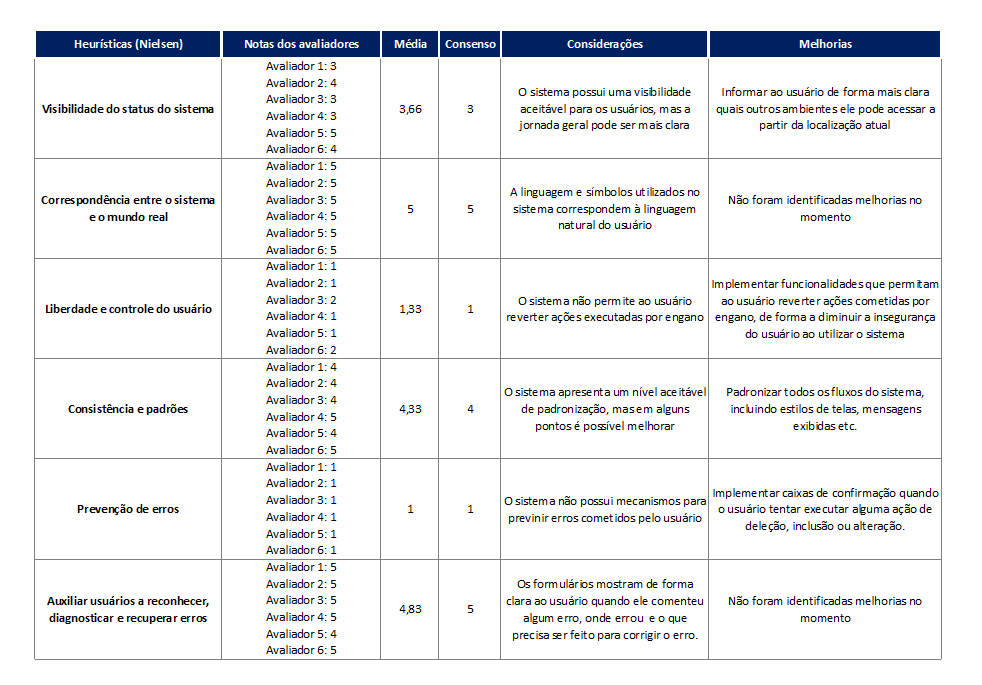 Heurísticas (Nielsen) Notas dos avaliadores Média Consenso Considerações Melhorias
Visibilidade do status do sistema
Avaliador 1: 3
Avaliador 2: 4
Avaliador 3: 3
Avaliador 4: 3
Avaliador 5: 5
Avaliador 6: 4
3,66
3
O sistema possui uma visibilidade
aceitável para os usuários, mas a
jornada geral pode ser mais clara
Informar ao usuário de forma mais clara
quais outros ambientes ele pode acessar a
partir da localização atual
Correspondência entre o sistema
e o mundo real
Avaliador 1: 5
Avaliador 2: 5
Avaliador 3: 5
Avaliador 4: 5
Avaliador 5: 5
Avaliador 6: 5
5
5
A linguagem e símbolos utilizados no
sistema correspondem à linguagem
natural do usuário
Não foram identificadas melhorias no
momento
Liberdade e controle do usuário
Avaliador 1: 1
Avaliador 2: 1
Avaliador 3: 2
Avaliador 4: 1
Avaliador 5: 1
Avaliador 6: 2
1,33
1
O sistema não permite ao usuário
reverter ações executadas por engano
Implementar funcionalidades que permitam
ao usuário reverter ações cometidas por
engano, de forma a diminuir a insegurança
do usuário ao utilizar o sistema
Consistência e padrões
Avaliador 1: 4
Avaliador 2: 4
Avaliador 3: 4
Avaliador 4: 5
Avaliador 5: 4
Avaliador 6: 5
4,33
4
O sistema apresenta um nível aceitável
de padronização, mas em alguns
pontos é possível melhorar
Padronizar todos os fluxos do sistema,
incluindo estilos de telas, mensagens
exibidas etc.
Prevenção de erros
Avaliador 1: 1
Avaliador 2: 1
Avaliador 3: 1
Avaliador 4: 1
Avaliador 5: 1
Avaliador 6: 1
1
1
O sistema não possui mecanismos para
previnir erros cometidos pelo usuário
Implementar caixas de confirmação quando
o usuário tentar executar alguma ação de
deleção, inclusão ou alteração.
Auxiliar usuários a reconhecer,
diagnosticar e recuperar erros
Avaliador 1: 5
Avaliador 2: 5
Avaliador 3: 5
Avaliador 4: 5
Avaliador 5: 4
Avaliador 6: 5
4,83
5
Os formulários mostram de forma
clara ao usuário quando ele comenteu
algum erro, onde errou e o que
precisa ser feito para corrigir o erro.
Não foram identificadas melhorias no
momento